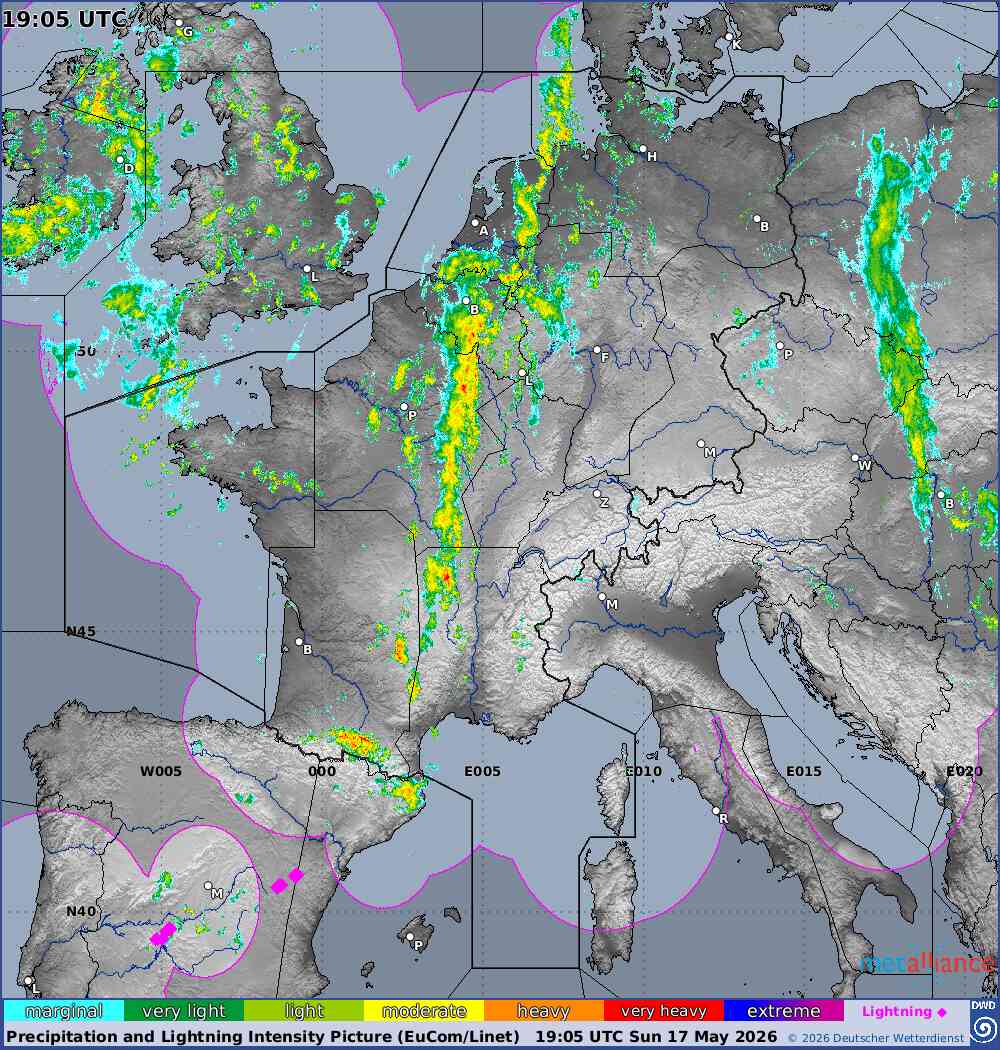 19:05 UTC
G
K
N55
D
H
A
B
L
B
50
F
P
L
P
M
W
Z
B
M
N45
B
W005
000
E005
E010
E015
E020
R
M
N40
P
L
metalliance
marginal very light light moderate heavy very heavy extreme Lightning
DWD
Precipitation and Lightning Intensity Picture (EuCom/Linet) 19:05 UTC Sun 17 May 2026 © 2026 Deutscher Wetterdienst